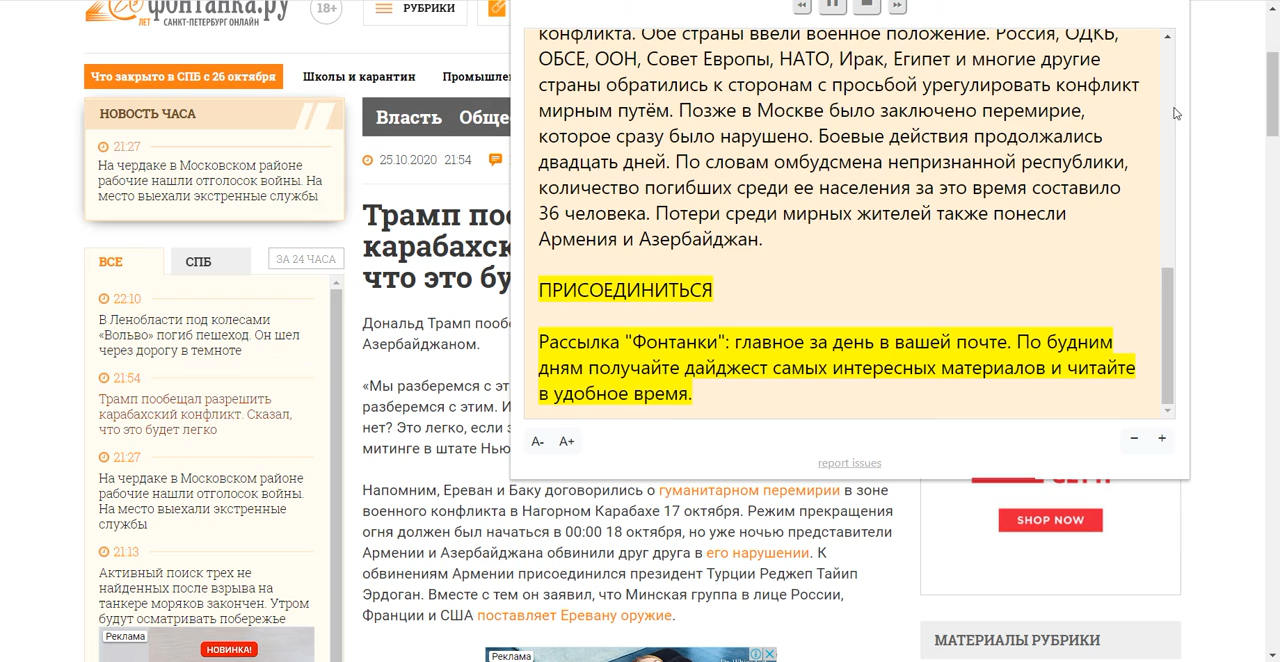 20
фонтанка.ру
ЛЕТ САНКТ-ПЕТЕРБУРГ ОНЛАЙН
18+
РУБРИКИ
Что закрыто в СПБ с 26 октября
Школы и карантин
НОВОСТЬ ЧАСА
21:27
На чердаке в Московском районе
рабочие нашли отголосок войны. На
место выехали экстренные службы
ВСЕ
СПБ
ЗА 24 ЧАСА
22:10
В Ленобласти под колесами
«Вольво» погиб пешеход. Он шел
через дорогу в темноте
21:54
Трамп пообещал разрешить
карабахский конфликт. Сказал,
что это будет легко
21:27
На чердаке в Московском районе
рабочие нашли отголосок войны.
На место выехали экстренные
службы
21:13
Активный поиск трех не
найденных после взрыва на
танкере моряков закончен. Утром
будут осматривать побережье
Реклама
НОВИНКА!
Власть Обще
25.10.2020 21:54
Трамп поо
карабахск
что это бу
Дональд Трамп пообе
Азербайджаном.
«Мы разберемся с эт
разберемся с этим. И
нет? Это легко, если з
митинге в штате Нью
Напомним, Ереван и Баку договорились о гуманитарном перемирии в зоне
военного конфликта в Нагорном Карабахе 17 октября. Режим прекращения
огня должен был начаться в 00:00 18 октября, но уже ночью представители
Армении и Азербайджана обвинили друг друга в его нарушении. К
обвинениям Армении присоединился президент Турции Реджеп Тайип
Эрдоган. Вместе с тем он заявил, что Минская группа в лице России,
Франции и США поставляет Еревану оружие.
Реклама
конфликта. Обе страны ввели военное положение. Россия, ОДКБ,
ОБСЕ, ООН, Совет Европы, НАТО, Ирак, Египет и многие другие
страны обратились к сторонам с просьбой урегулировать конфликт
мирным путём. Позже в Москве было заключено перемирие,
которое сразу было нарушено. Боевые действия продолжались
двадцать дней. По словам омбудсмена непризнанной республики,
количество погибших среди ее населения за это время составило
36 человека. Потери среди мирных жителей также понесли
Армения и Азербайджан.
ПРИСОЕДИНИТЬСЯ
Рассылка "Фонтанки": главное за день в вашей почте. По будним
дням получайте дайджест самых интересных материалов и читайте
в удобное время.
A- A+
− +
report issues
SHOP NOW
МАТЕРИАЛЫ РУБРИКИ